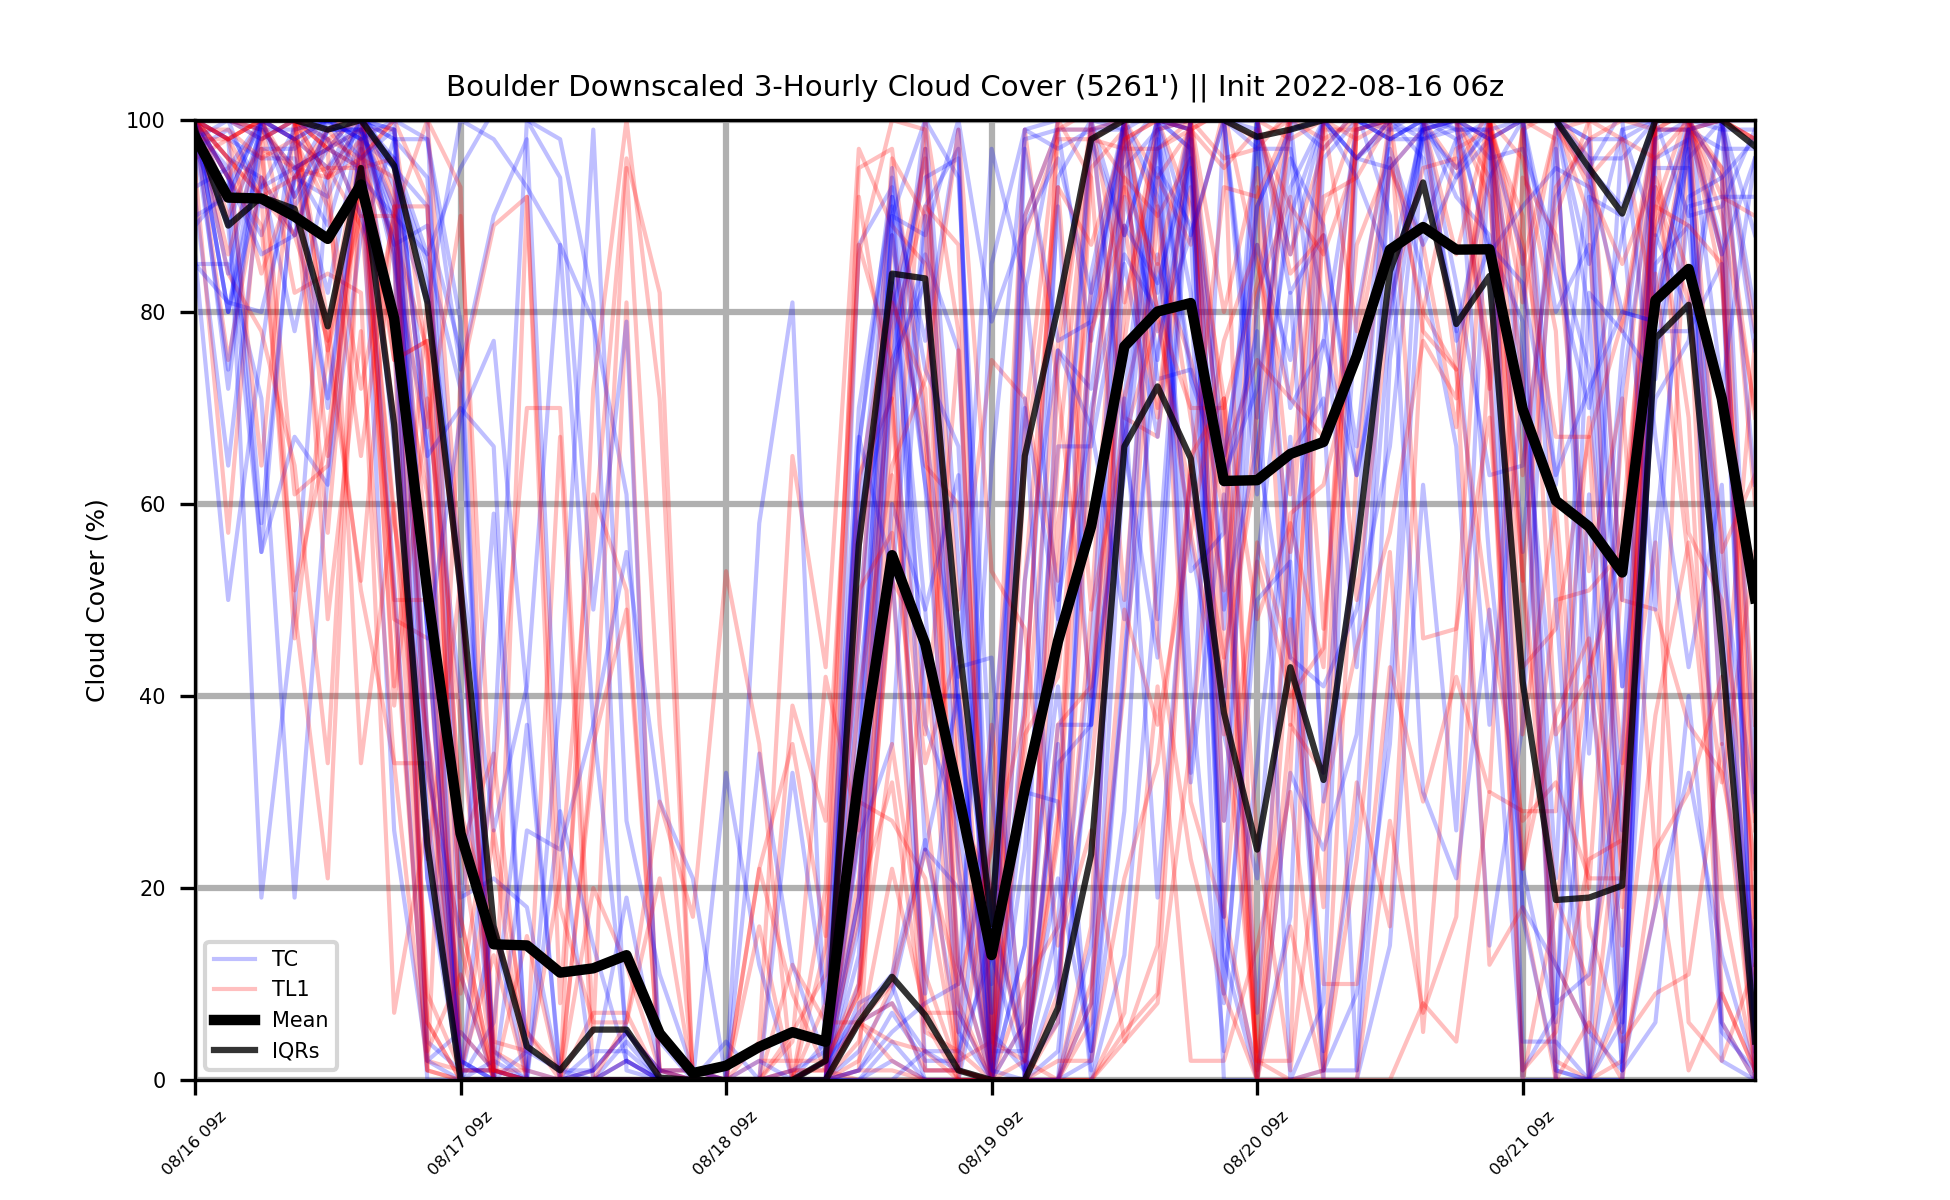 Boulder Downscaled 3-Hourly Cloud Cover (5261') || Init 2022-08-16 06z
Cloud Cover (%)
100
80
60
40
20
0
TC
TL1
Mean
IQRs
08/16 09z
08/17 09z
08/18 09z
08/19 09z
08/20 09z
08/21 09z